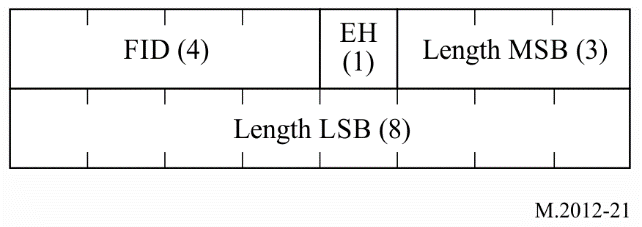 FID (4)
EH
(1)
Length MSB (3)
Length LSB (8)
M.2012-21